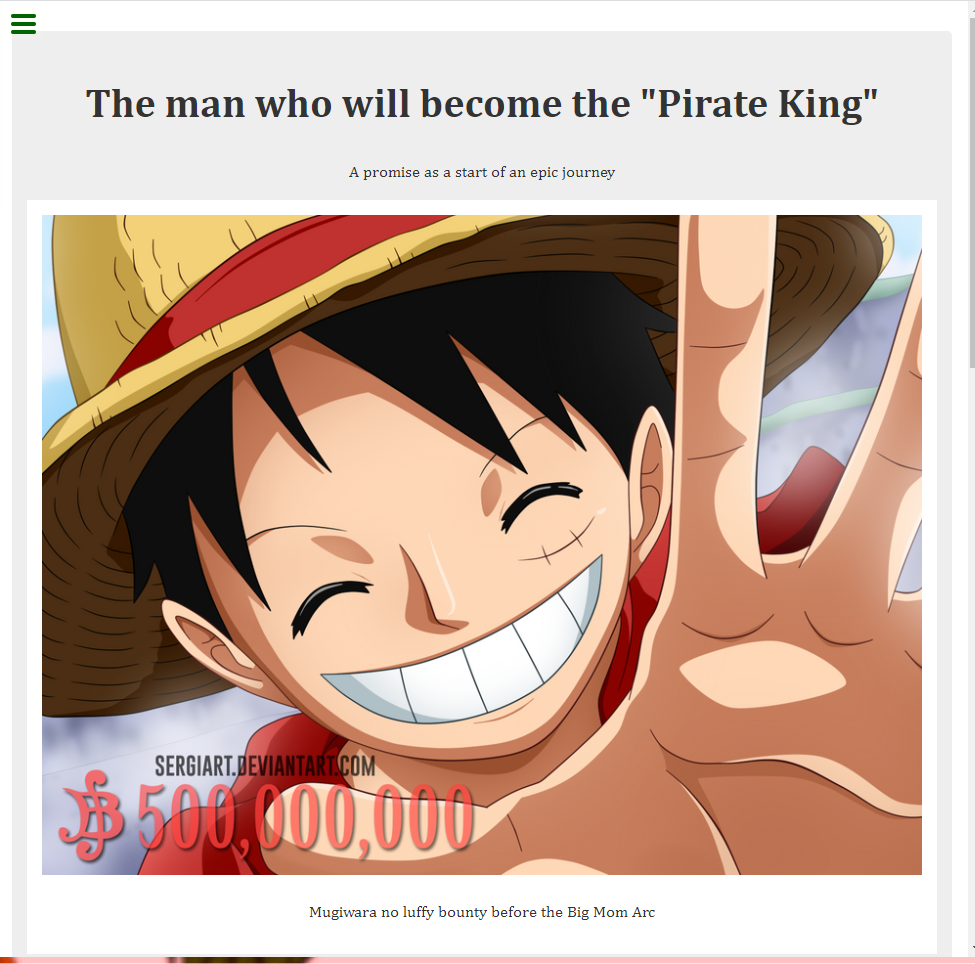 The man who will become the "Pirate King"
A promise as a start of an epic journey
SERGIART.DEVIANTART.COM
฿500,000,000
Mugiwara no luffy bounty before the Big Mom Arc